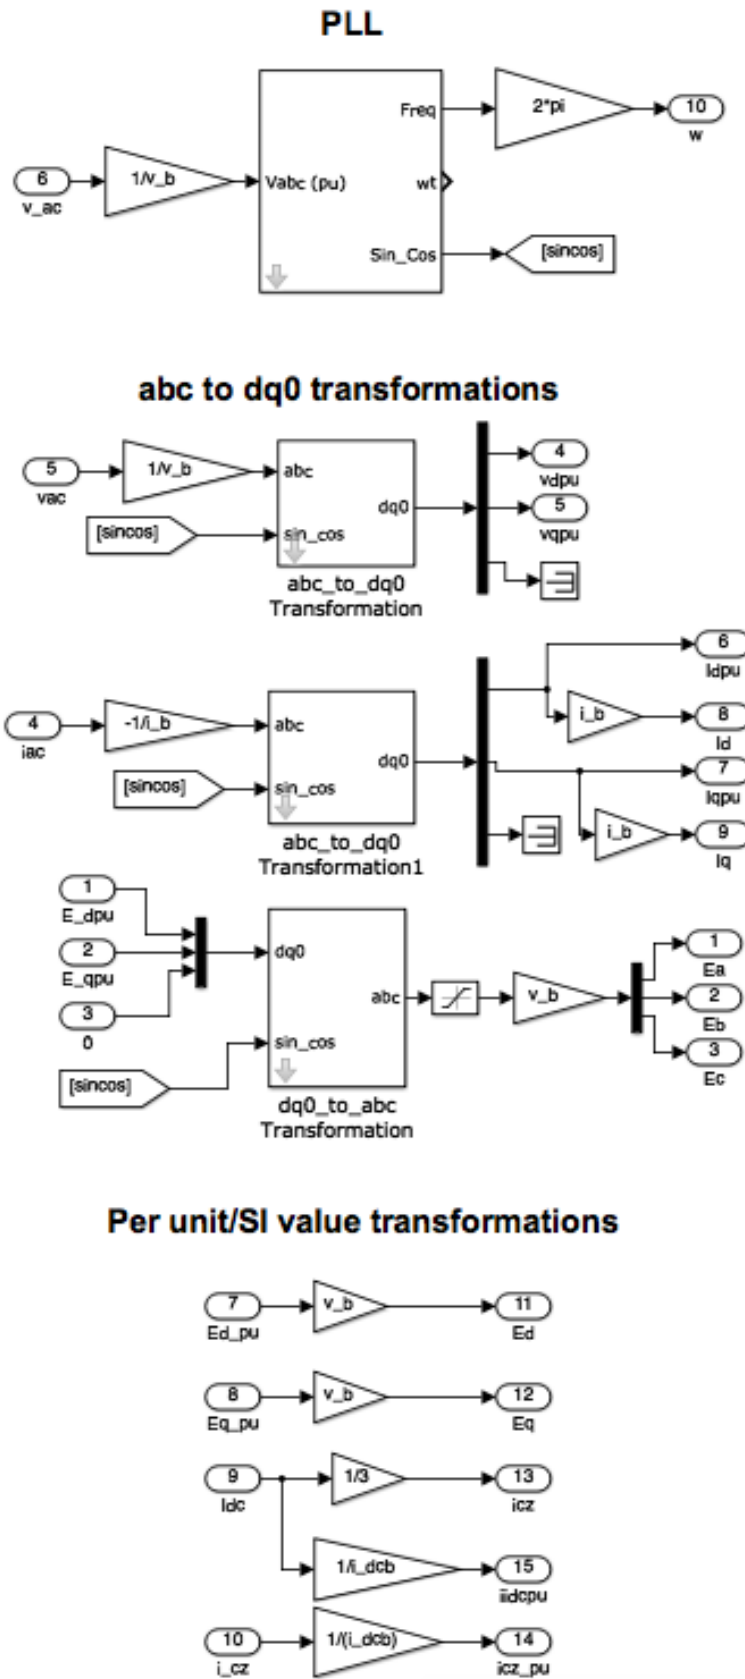 PLL
Freq
2*pi
10
w
6
v_ac
1/v_b
Vabc (pu)
wt
Sin_Cos
[sincos]
abc to dq0 transformations
5
vac
1/v_b
abc
dq0
4
vdpu
5
vqpu
[sincos]
sin_cos
abc_to_dq0
Transformation
6
Idpu
4
iac
-1/i_b
abc
i_b
8
Id
dq0
7
Iqpu
[sincos]
sin_cos
i_b
9
Iq
abc_to_dq0
Transformation1
1
E_dpu
2
E_qpu
3
0
dq0
abc
v_b
1
Ea
2
Eb
3
Ec
[sincos]
sin_cos
dq0_to_abc
Transformation
Per unit/SI value transformations
7
Ed_pu
v_b
11
Ed
8
Eq_pu
v_b
12
Eq
9
Idc
1/3
13
icz
1/i_dcb
15
iidcpu
10
i_cz
1/(i_dcb)
14
icz_pu